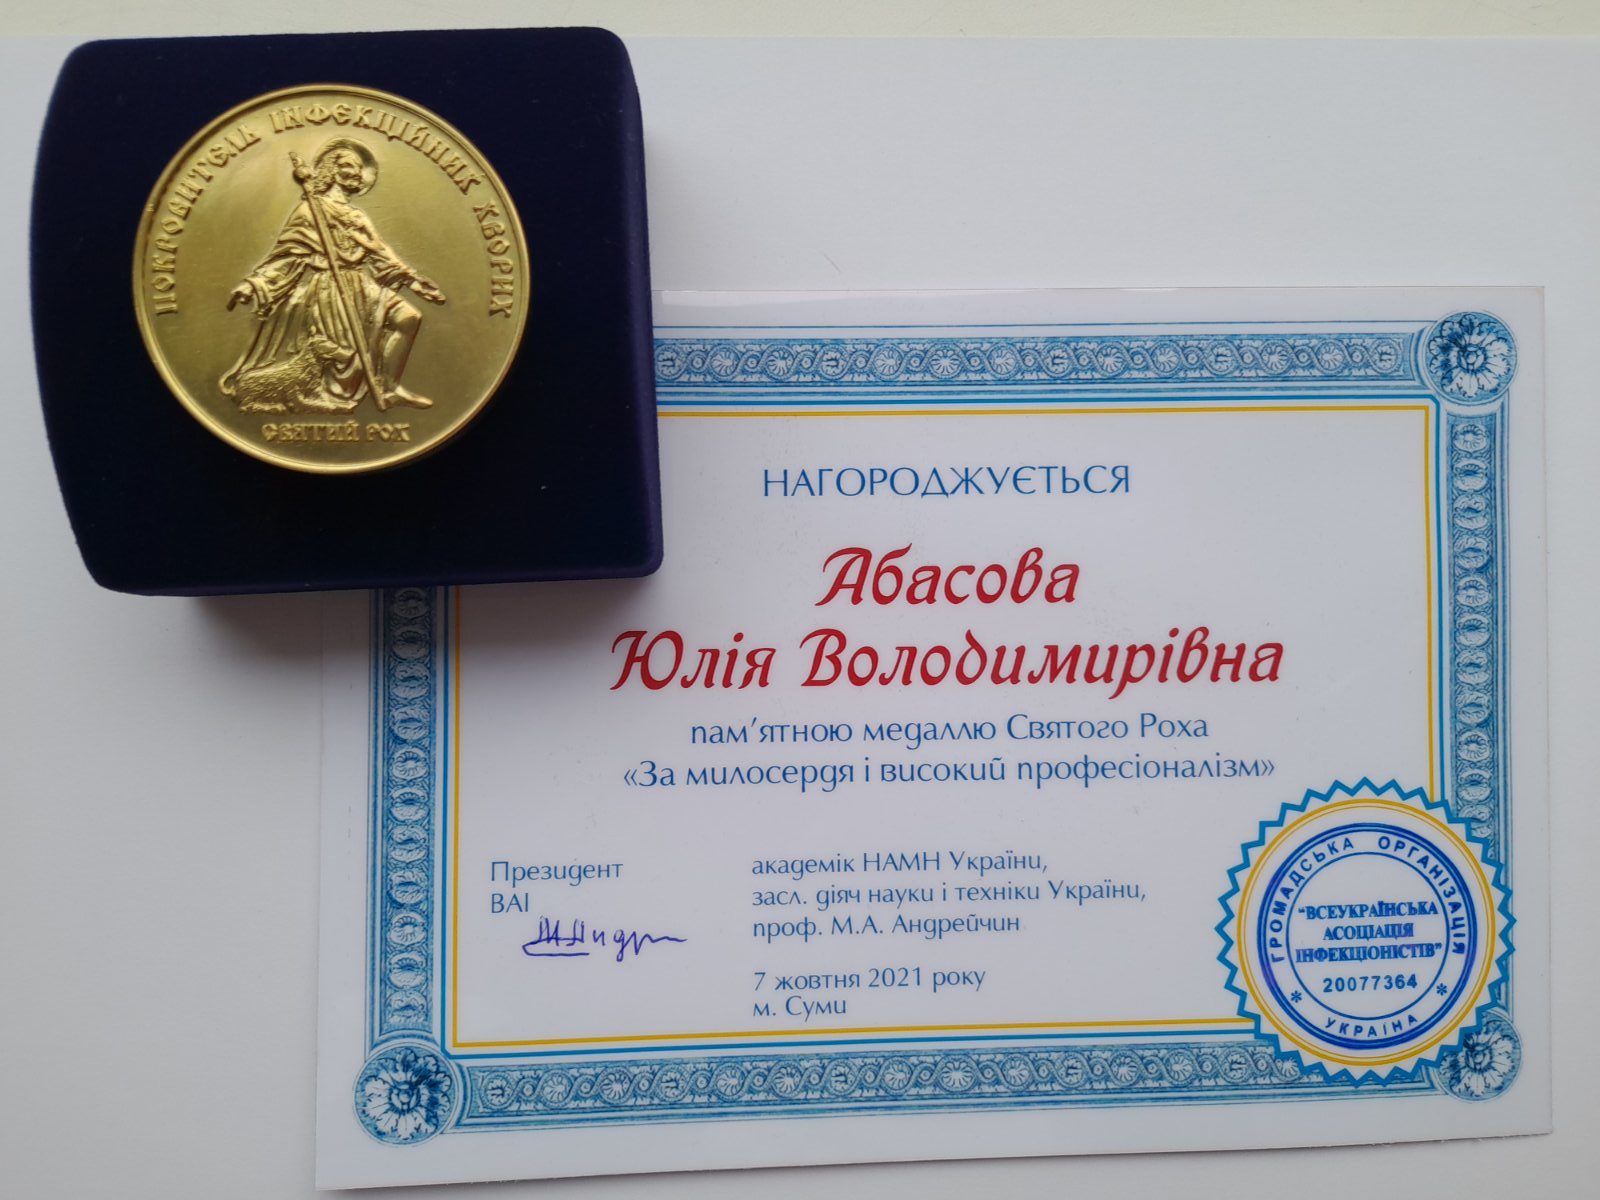 ПОКРОВИТЕЛЬ ІНФЕКЦІЙНИХ ХВОРИХ
СВЯТИЙ РОХ
НАГОРОДЖУЄТЬСЯ
Абасова
Юлія Володимирівна
пам’ятною медаллю Святого Роха
«За милосердя і високий професіоналізм»
Президент
ВАІ
академік НАМН України,
засл. діяч науки і техніки України,
проф. М.А. Андрейчин
7 жовтня 2021 року
м. Суми
ГРОМАДСЬКА ОРГАНІЗАЦІЯ
"ВСЕУКРАЇНСЬКА
АСОЦІАЦІЯ
ІНФЕКЦІОНІСТІВ"
20077364
* УКРАЇНА *